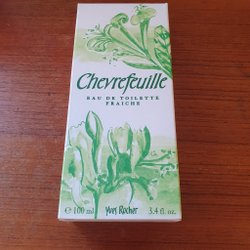 Chevrefeuille
EAU DE TOILETTE
FRAICHE
℮ 100 ml Yves Rocher 3.4 fl. oz.